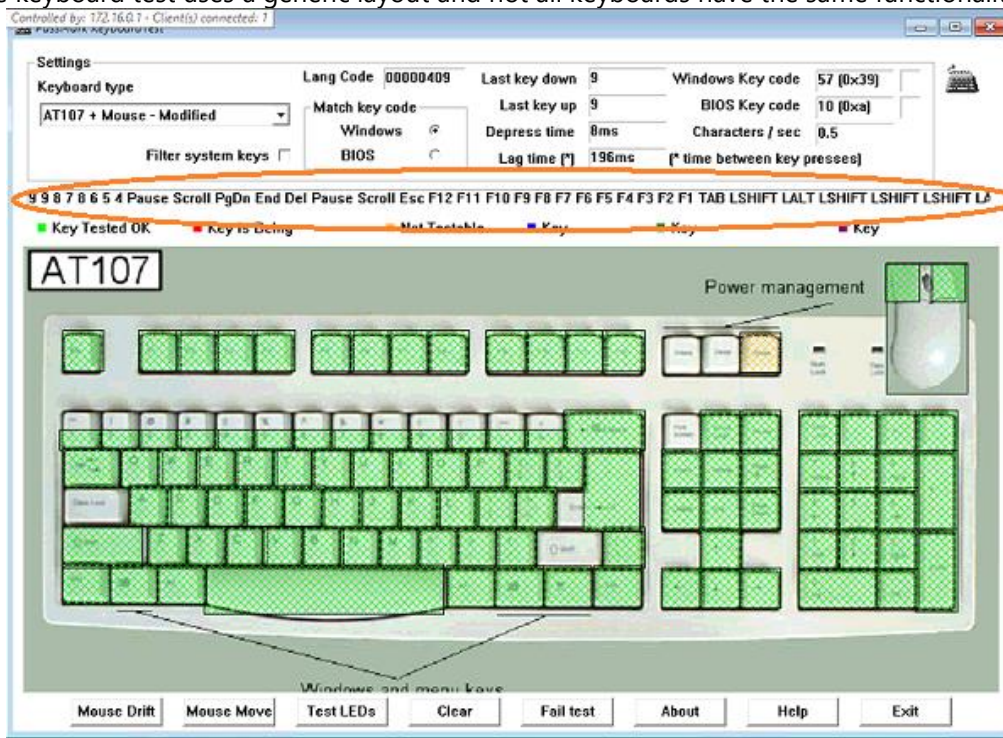 keyboard test uses a generic layout and not all keyboards have the same
Controlled by: 172.16.0.1 - Client(s) connected: 1
Settings
Keyboard type
AT107 + Mouse - Modified
Filter system keys
Lang Code 00000409
Match key code
Windows
BIOS
Last key down 9
Last key up 9
Depress time 8ms
Lag time (*) 196ms
Windows Key code 57 (0x39)
BIOS Key code 10 (0xa)
Characters / sec 0.5
(* time between key presses)
9 9 8 7 8 6 5 4 Pause Scroll PgDn End Del Pause Scroll Esc F12 F11 F10 F9 F8 F7 F6 F5 F4 F3 F2 F1 TAB LSHIFT LALT LSHIFT LSHIFT LSHIFT LA
Key Tested OK Key Is Being Not Testable Key Key Key
AT107
Power management
Windows and menu keys
Mouse Drift Mouse Move Test LEDs Clear Fail test About Help Exit